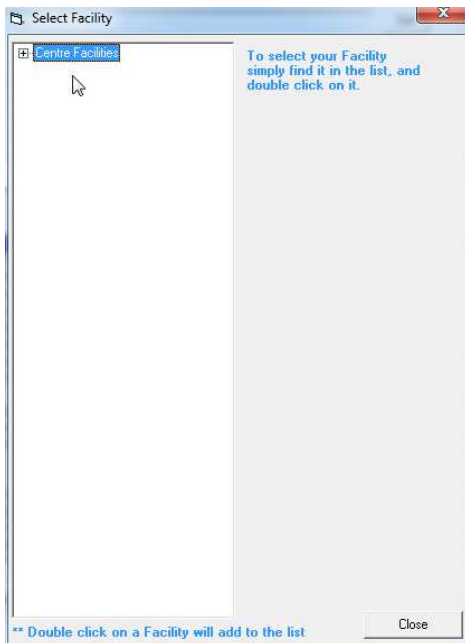 Select Facility
Centre Facilities
To select your Facility
simply find it in the list, and
double click on it.
** Double click on a Facility will add to the list
Close